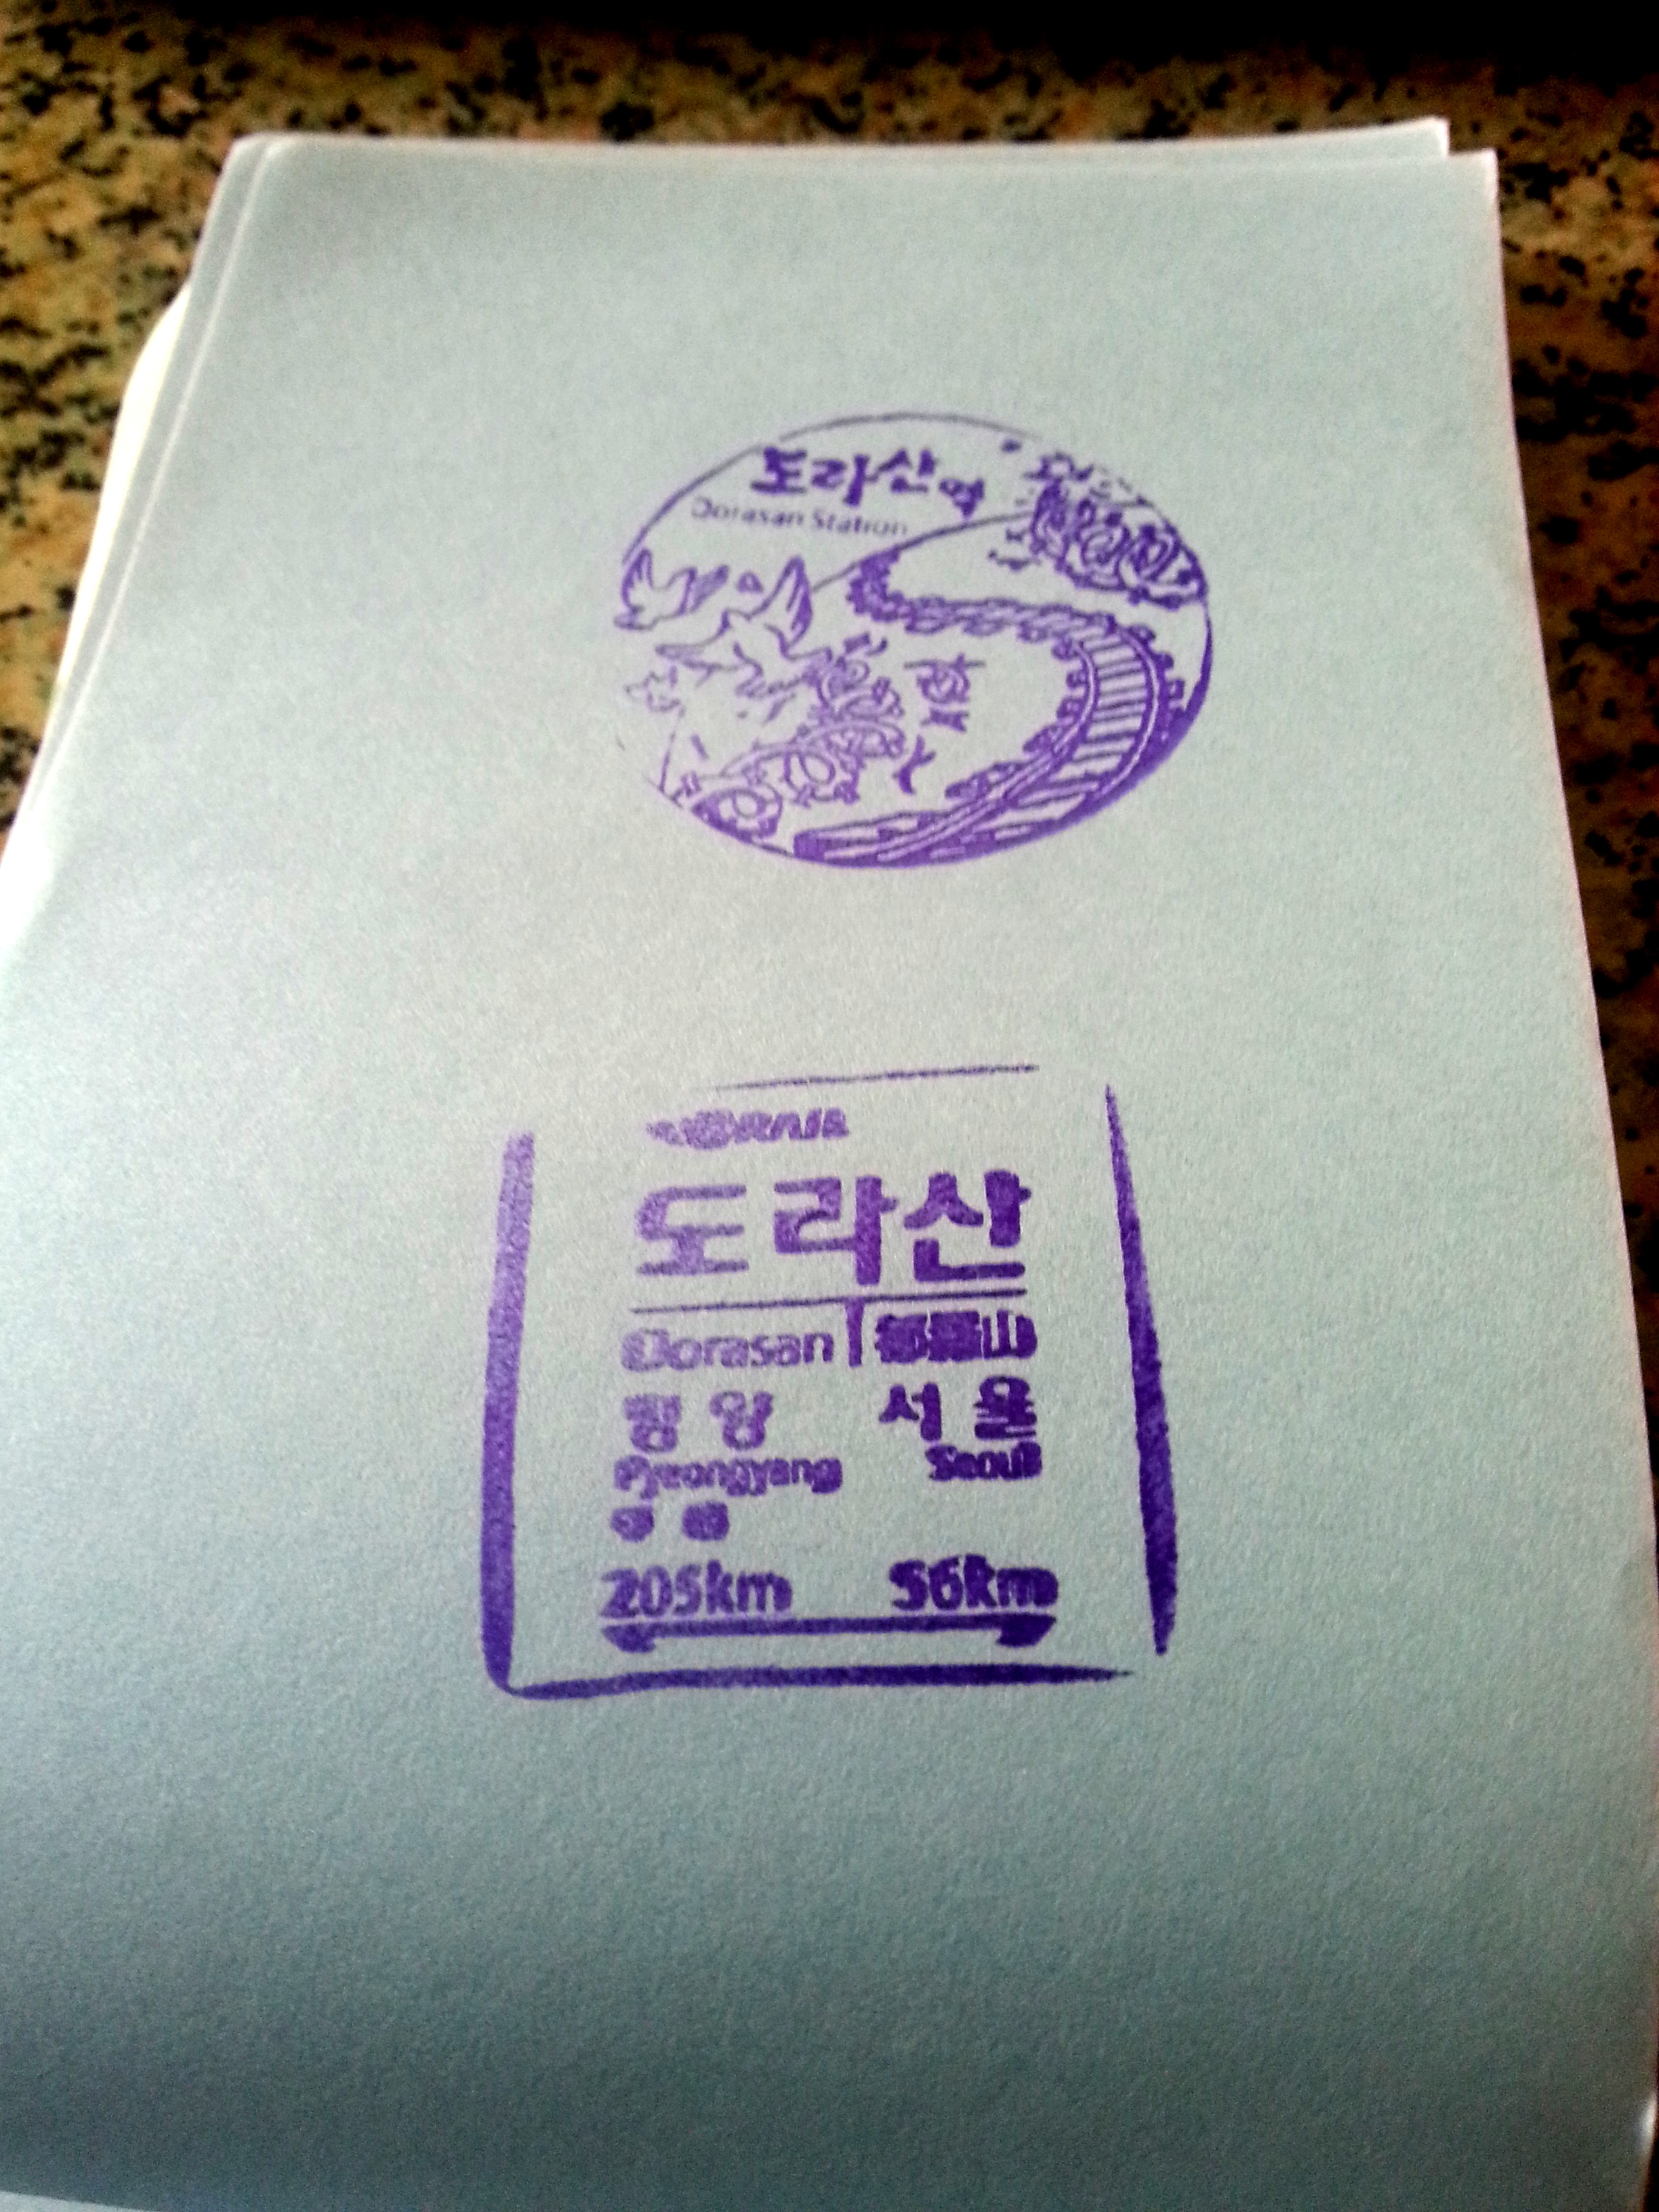 도라산역
Dorasan Station
KORAIL
도라산
Dorasan 都羅山
평양 서울
Pyeongyang Seoul
205km 56km